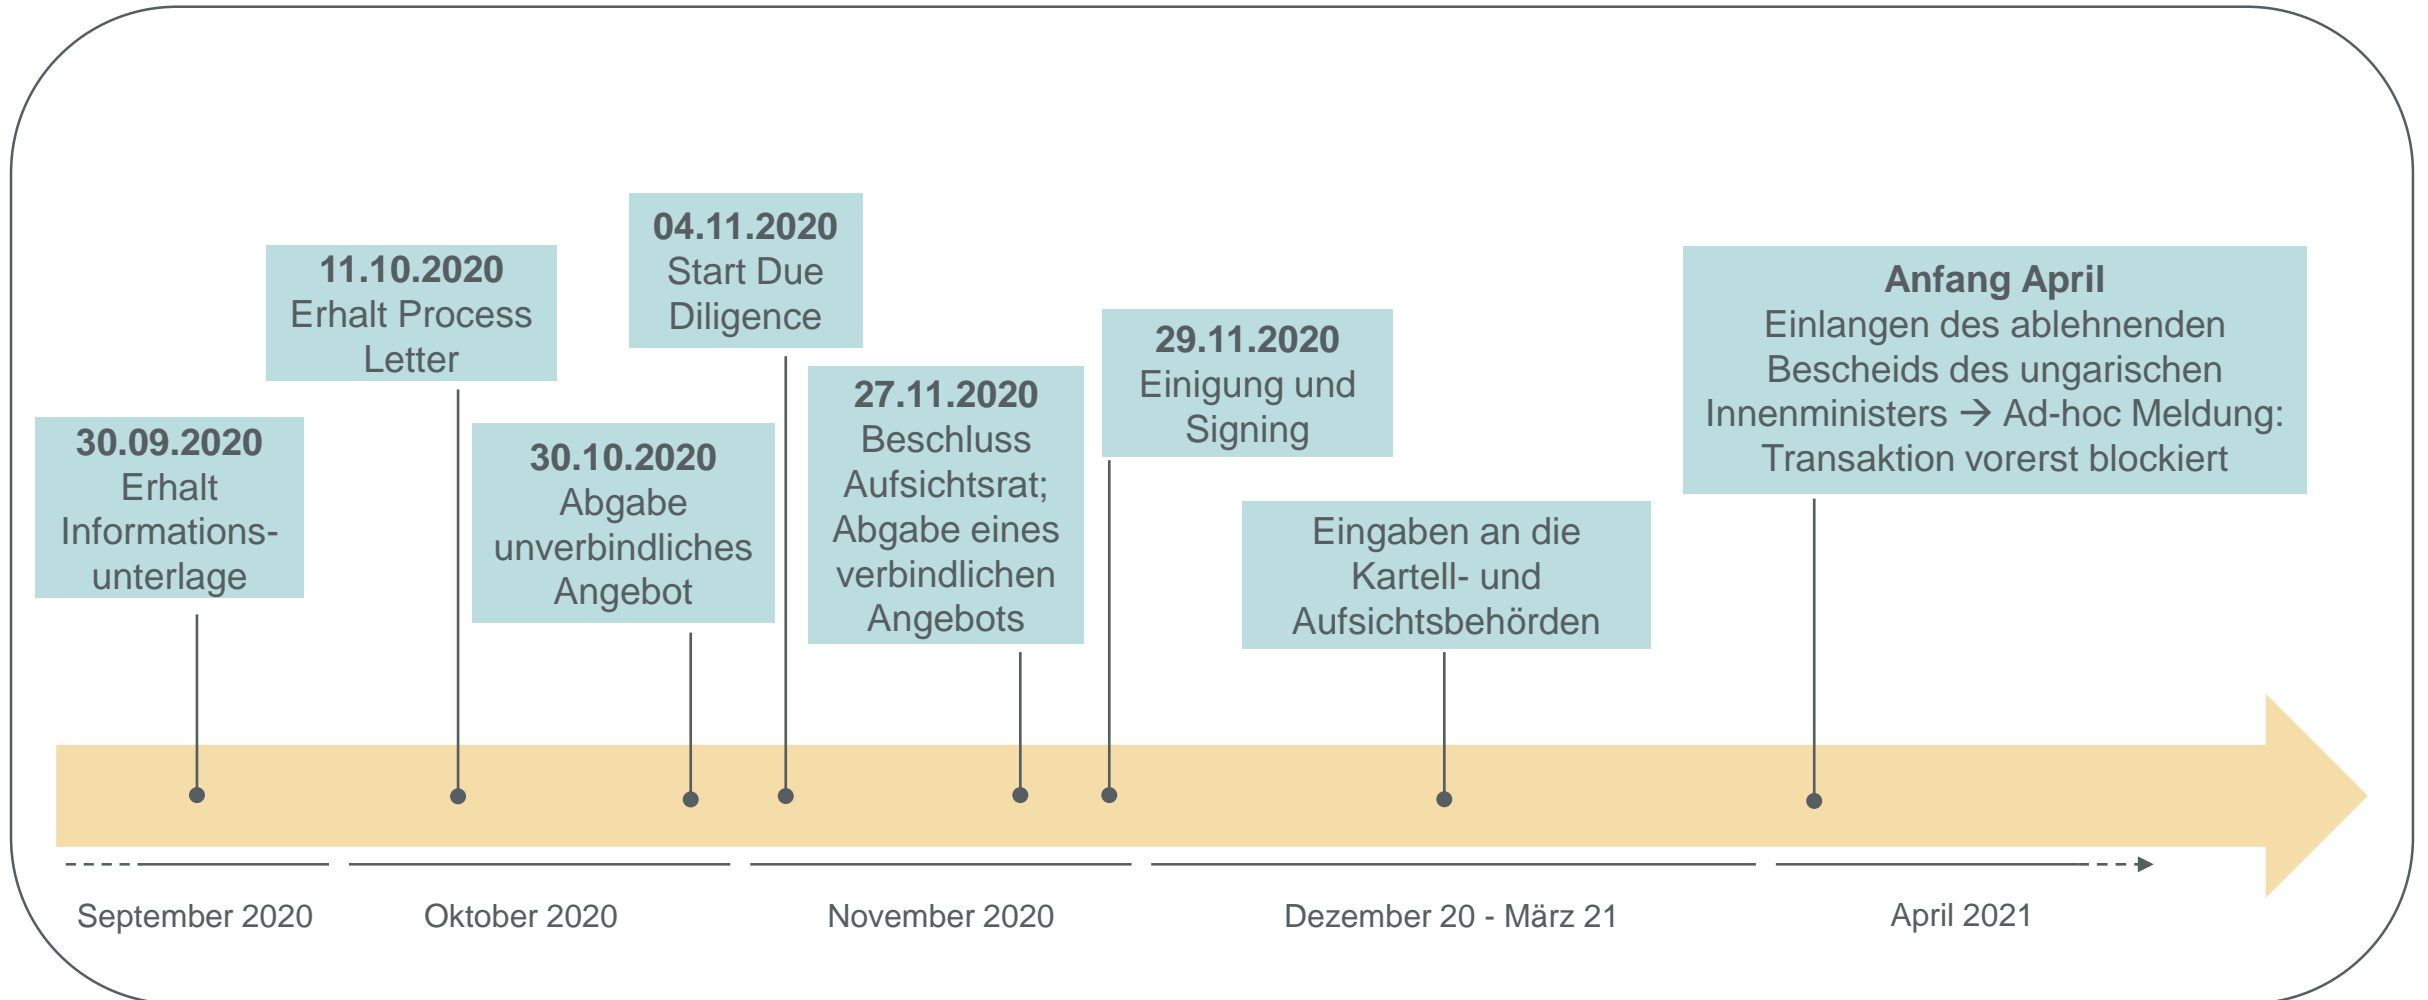 30.09.2020
Erhalt
Informations-
unterlage
11.10.2020
Erhalt Process
Letter
30.10.2020
Abgabe
unverbindliches
Angebot
04.11.2020
Start Due
Diligence
27.11.2020
Beschluss
Aufsichtsrat;
Abgabe eines
verbindlichen
Angebots
29.11.2020
Einigung und
Signing
Eingaben an die
Kartell- und
Aufsichtsbehörden
Anfang April
Einlangen des ablehnenden
Bescheids des ungarischen
Innenministers → Ad-hoc Meldung:
Transaktion vorerst blockiert
September 2020
Oktober 2020
November 2020
Dezember 20 - März 21
April 2021